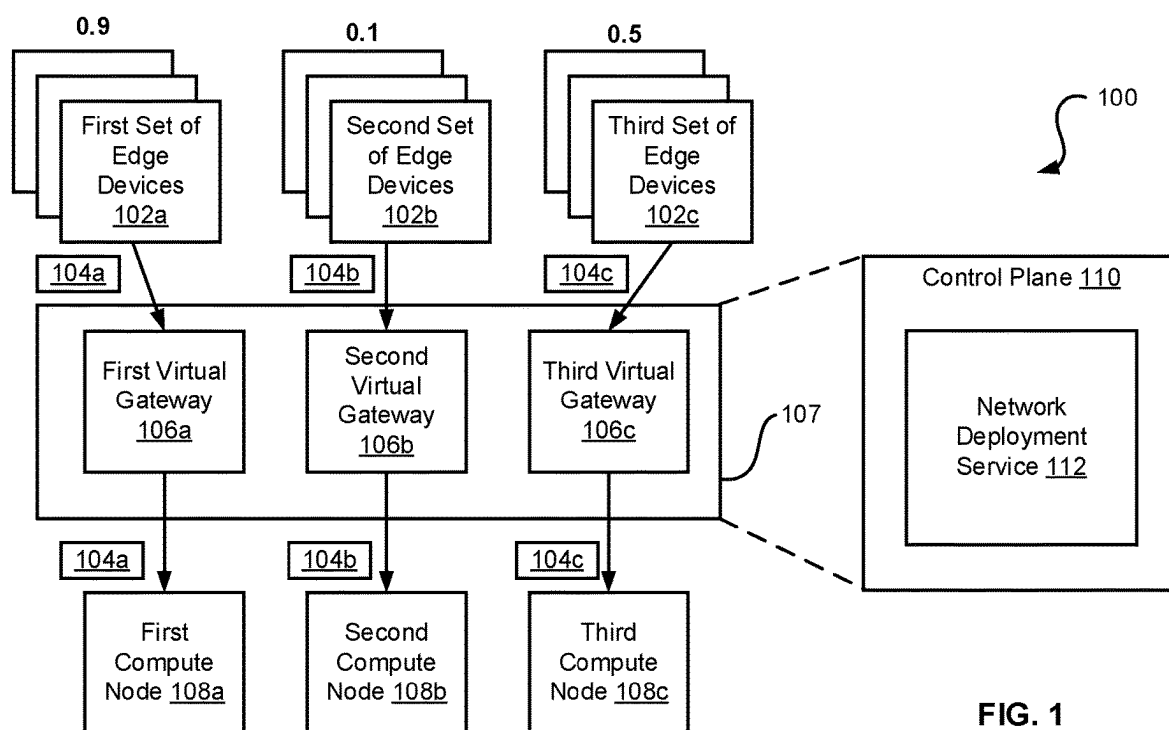 0.9
0.1
0.5
100
First Set of
Edge
Devices
102a
Second Set
of Edge
Devices
102b
Third Set of
Edge
Devices
102c
104a
104b
104c
Control Plane 110
First Virtual
Gateway
106a
Second
Virtual
Gateway
106b
Third Virtual
Gateway
106c
107
Network
Deployment
Service 112
104a
104b
104c
First
Compute
Node 108a
Second
Compute
Node 108b
Third
Compute
Node 108c
FIG. 1